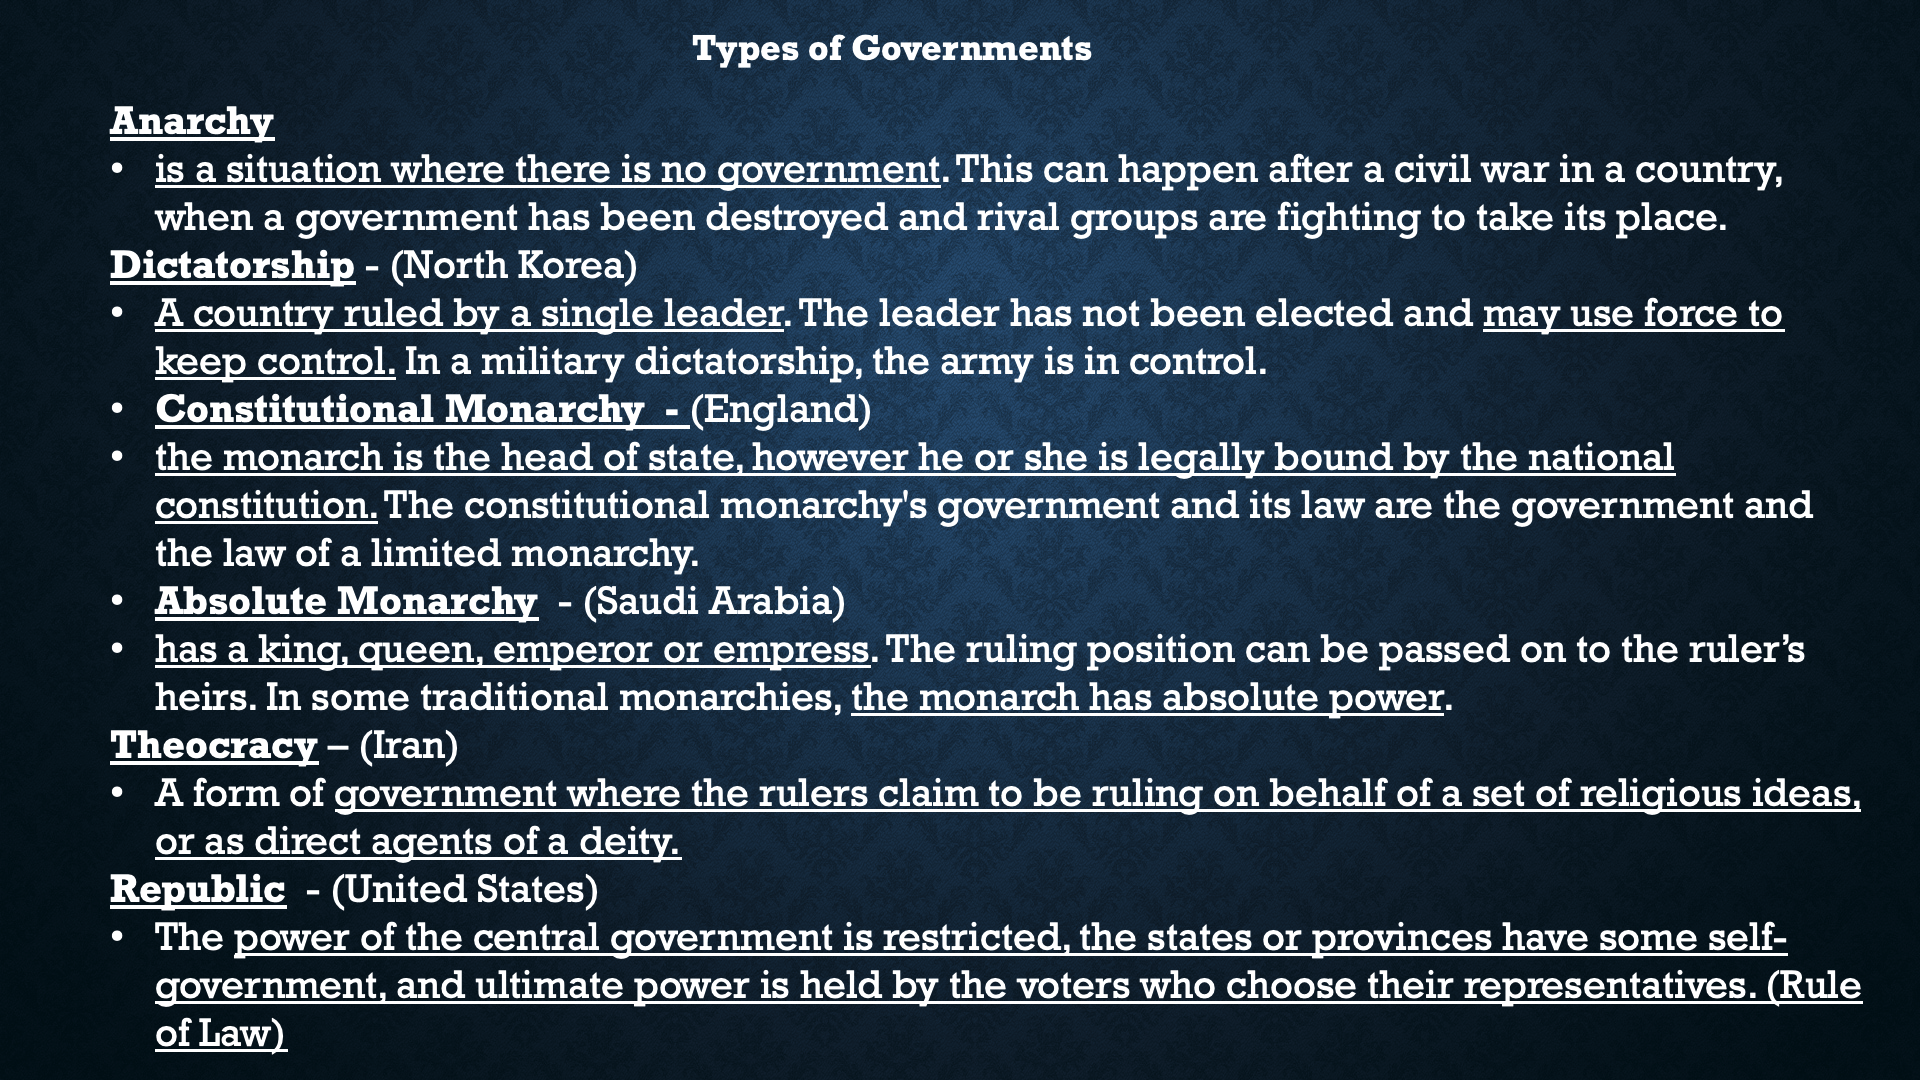 Types of Governments
Anarchy
• is a situation where there is no government. This can happen after a civil war in a country,
when a government has been destroyed and rival groups are fighting to take its place.
Dictatorship - (North Korea)
• A country ruled by a single leader. The leader has not been elected and may use force to
keep control. In a military dictatorship, the army is in control.
• Constitutional Monarchy - (England)
• the monarch is the head of state, however he or she is legally bound by the national
constitution. The constitutional monarchy's government and its law are the government and
the law of a limited monarchy.
• Absolute Monarchy - (Saudi Arabia)
• has a king, queen, emperor or empress. The ruling position can be passed on to the ruler’s
heirs. In some traditional monarchies, the monarch has absolute power.
Theocracy – (Iran)
• A form of government where the rulers claim to be ruling on behalf of a set of religious ideas,
or as direct agents of a deity.
Republic - (United States)
• The power of the central government is restricted, the states or provinces have some self-
government, and ultimate power is held by the voters who choose their representatives. (Rule
of Law)